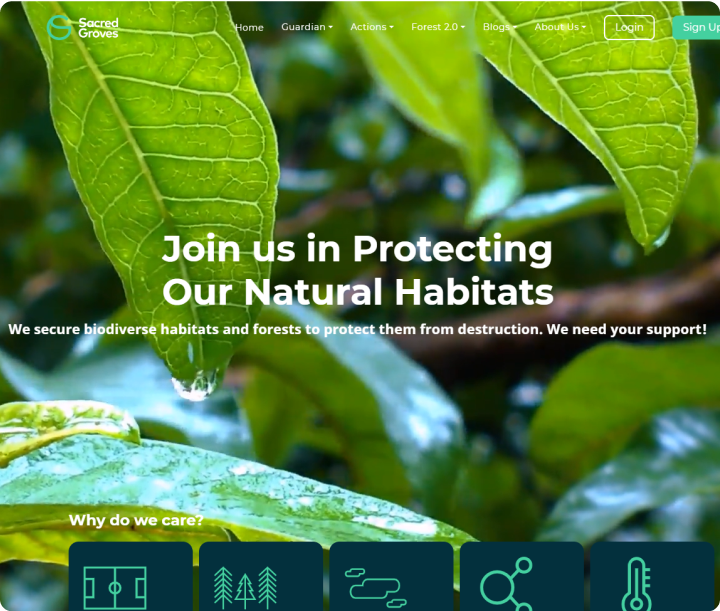 Sacred
Groves
Home Guardian Actions Forest 2.0 Blogs About Us Login Sign Up
Join us in Protecting
Our Natural Habitats
We secure biodiverse habitats and forests to protect them from destruction. We need your support!
Why do we care?